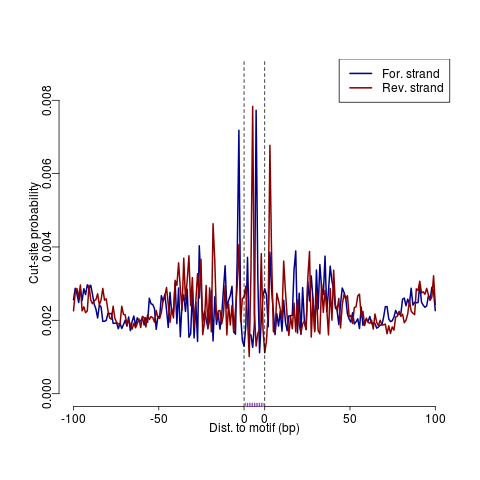 For. strand
Rev. strand
Cut-site probability
0.008
0.006
0.004
0.002
0.000
-100
-50
0
0
50
100
Dist. to motif (bp)